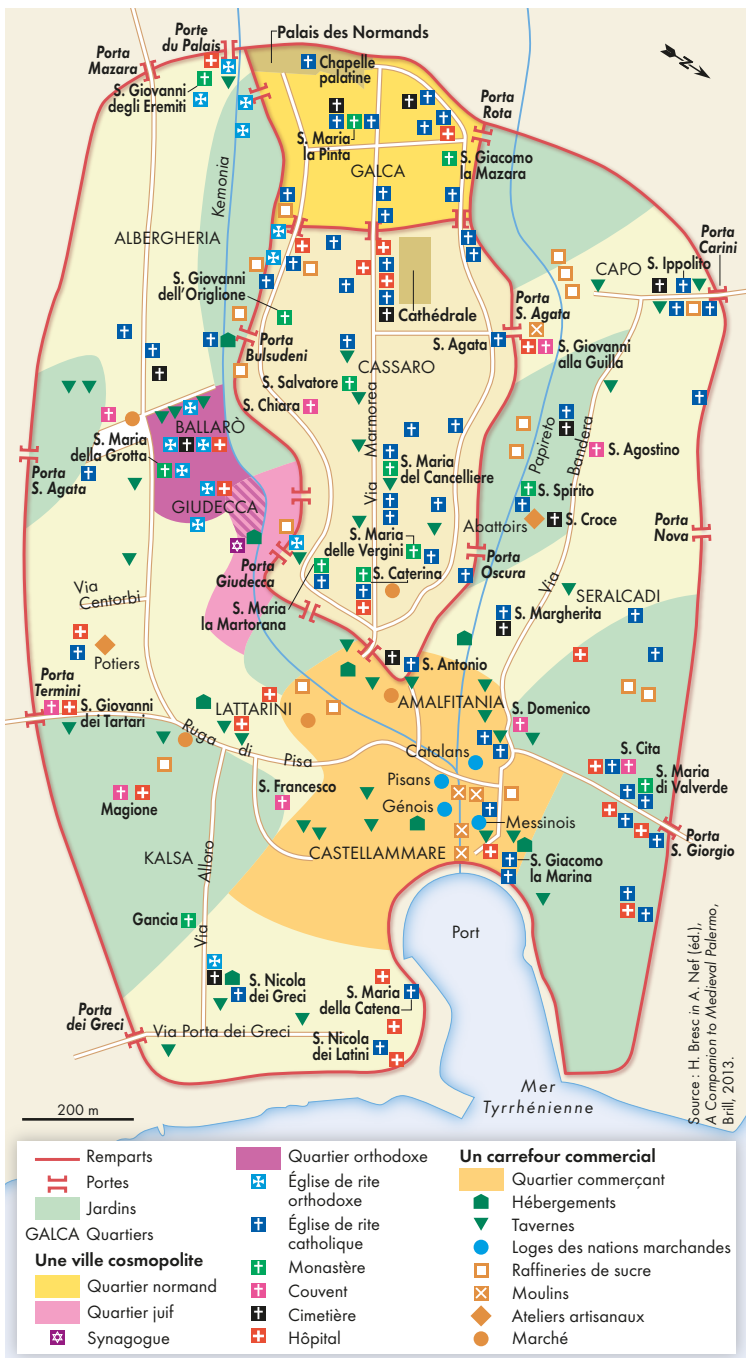 Porte
du Palais
Palais des Normands
Porta
Mazara
Chapelle
palatine
N
S. Giovanni
degli Eremiti
Porta
Rota
S. Maria
la Pinta
S. Giacomo
la Mazara
GALCA
Kemonia
ALBERGHERIA
Porta
Carini
CAPO
S. Ippolito
S. Giovanni
dell'Origlione
Cathédrale
Porta
S. Agata
Porta
Bulsudeni
S. Agata
S. Giovanni
alla Guilla
CASSARO
S. Salvatore
S. Chiara
Via Marmorea
Papireto
Via Bandera
BALLARÒ
S. Maria
della Grotta
Porta
S. Agata
S. Agostino
S. Maria
del Cancelliere
GIUDECCA
S. Spirito
Abattoirs
S. Croce
Porta
Nova
S. Maria
delle Vergini
Porta
Giudecca
S. Caterina
Porta
Oscura
Via
Centorbi
S. Maria
la Martorana
SERALCADI
S. Margherita
Potiers
S. Antonio
Porta
Termini
S. Giovanni
dei Tartari
LATTARINI
AMALFITANIA
S. Domenico
Ruga di Pisa
Catalans
S. Cita
Pisans
S. Maria
di Valverde
Magione
S. Francesco
Génois
Messinois
Porta
S. Giorgio
KALSA
CASTELLAMMARE
S. Giacomo
la Marina
Via Alloro
Gancia
Port
S. Nicola
dei Greci
S. Maria
della Catena
Porta
dei Greci
Via Porta dei Greci
S. Nicola
dei Latini
Mer
Tyrrhénienne
200 m
Source : H. Bresc in A. Nef (éd.),
A Companion to Medieval Palermo,
Brill, 2013.
Remparts
Portes
Jardins
GALCA Quartiers
Une ville cosmopolite
Quartier normand
Quartier juif
Synagogue
Quartier orthodoxe
Église de rite
orthodoxe
Église de rite
catholique
Monastère
Couvent
Cimetière
Hôpital
Un carrefour commercial
Quartier commerçant
Hébergements
Tavernes
Loges des nations marchandes
Raffineries de sucre
Moulins
Ateliers artisanaux
Marché